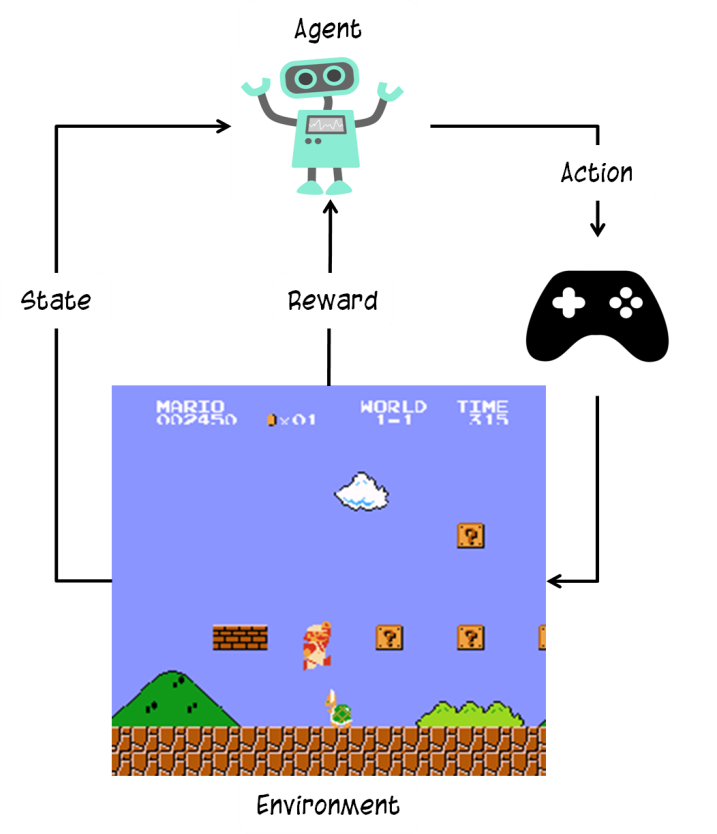 Agent
Action
State
Reward
MARIO WORLD TIME
002450 ×01 1-1 315
? 
? ?
Environment